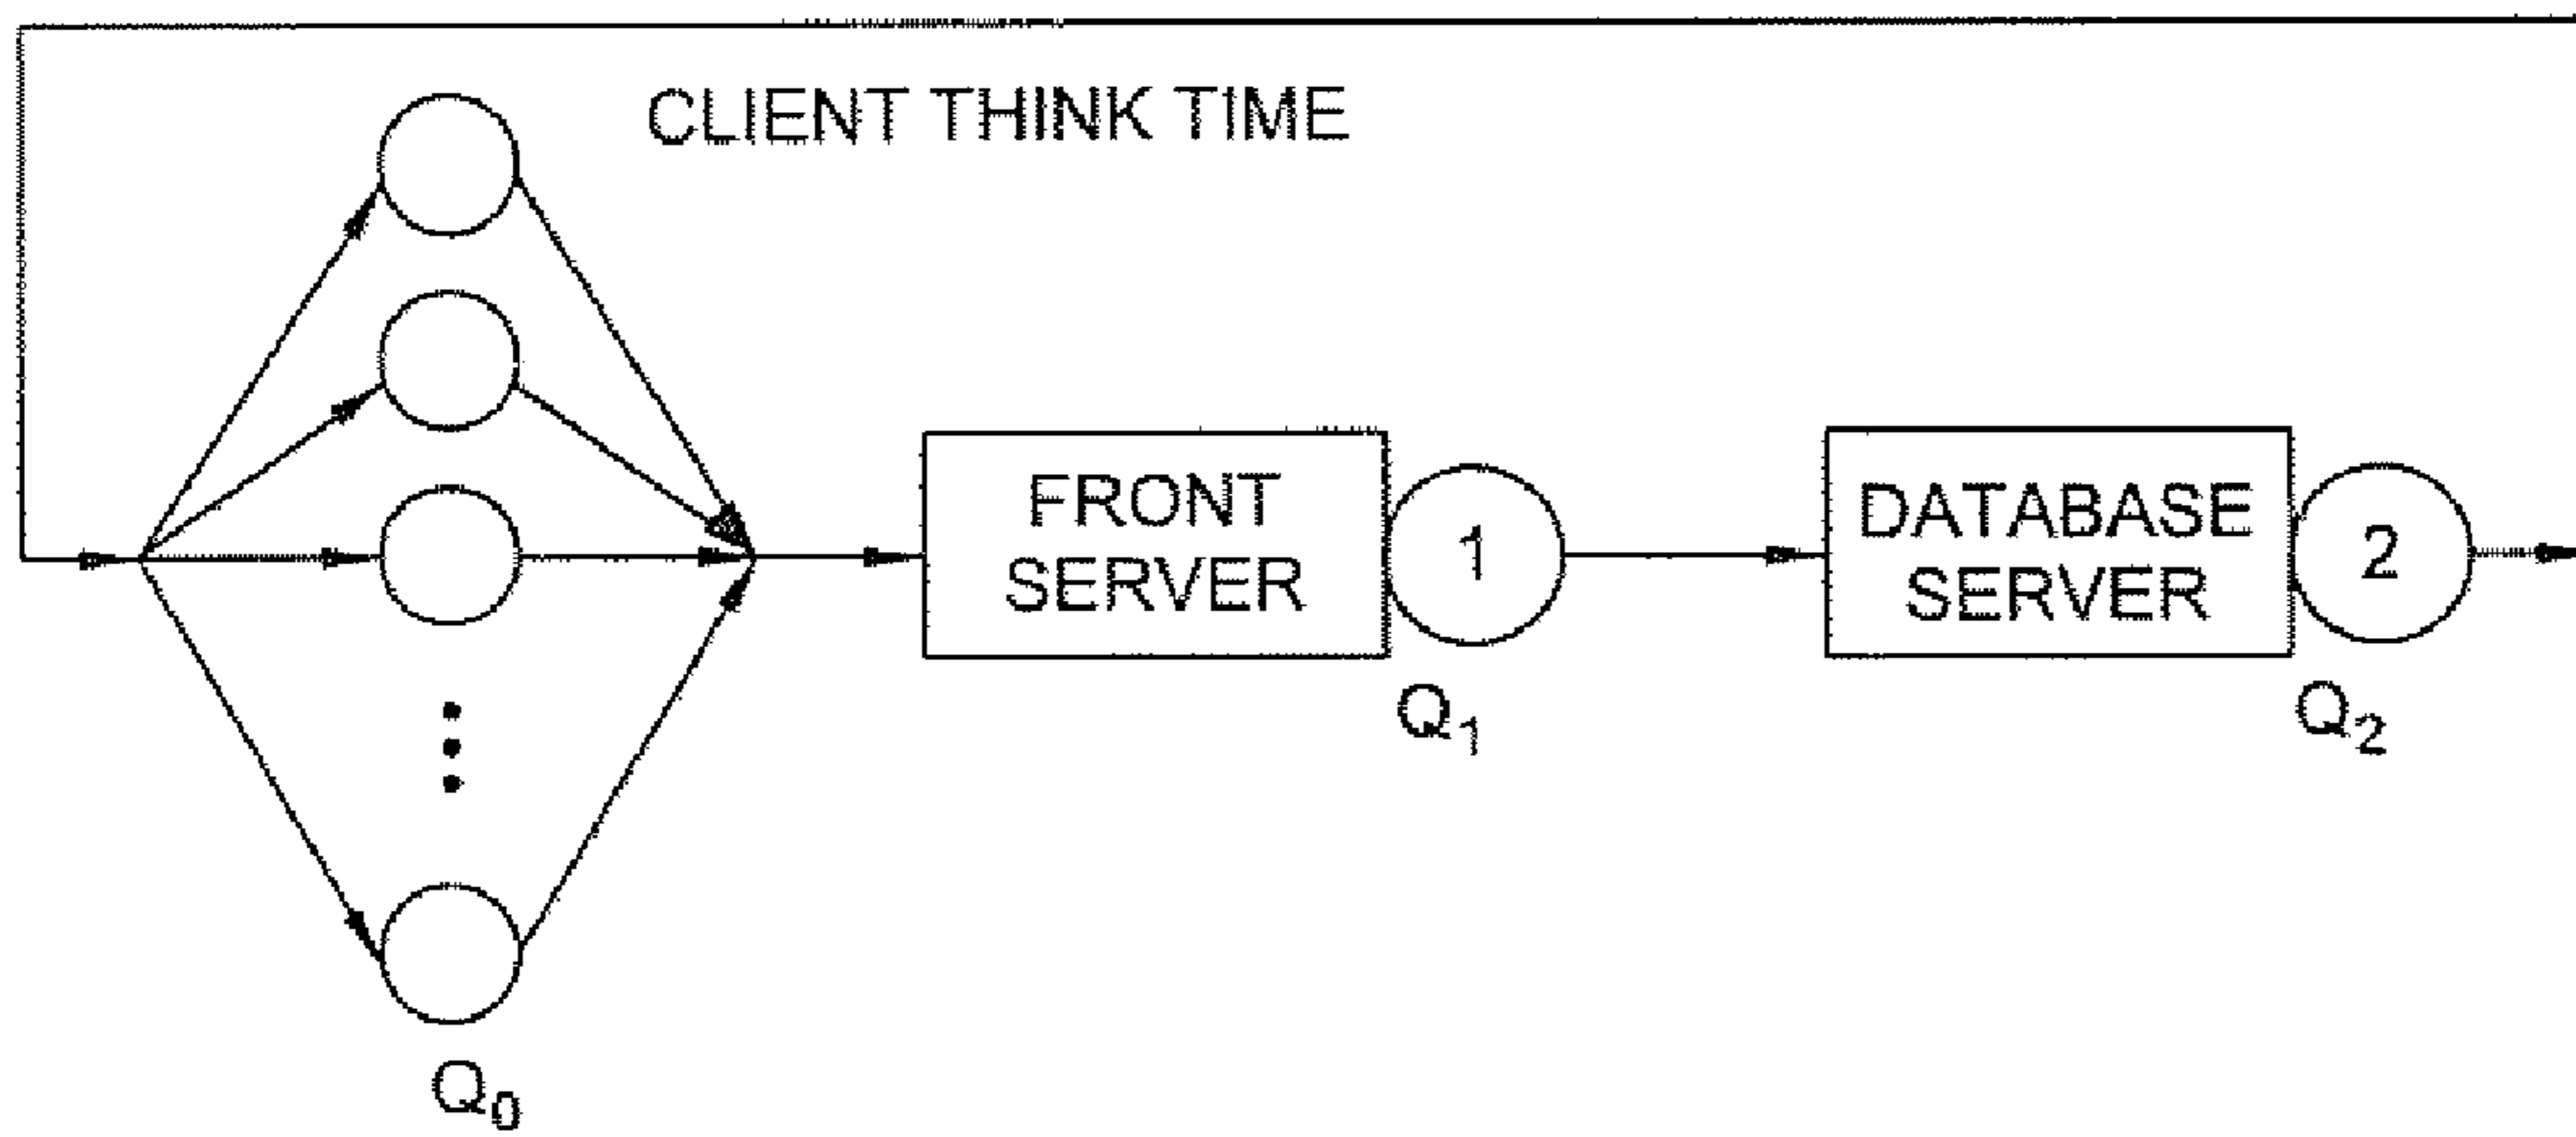 CLIENT THINK TIME
FRONT
SERVER
1
DATABASE
SERVER
2
Q1
Q2
Q0